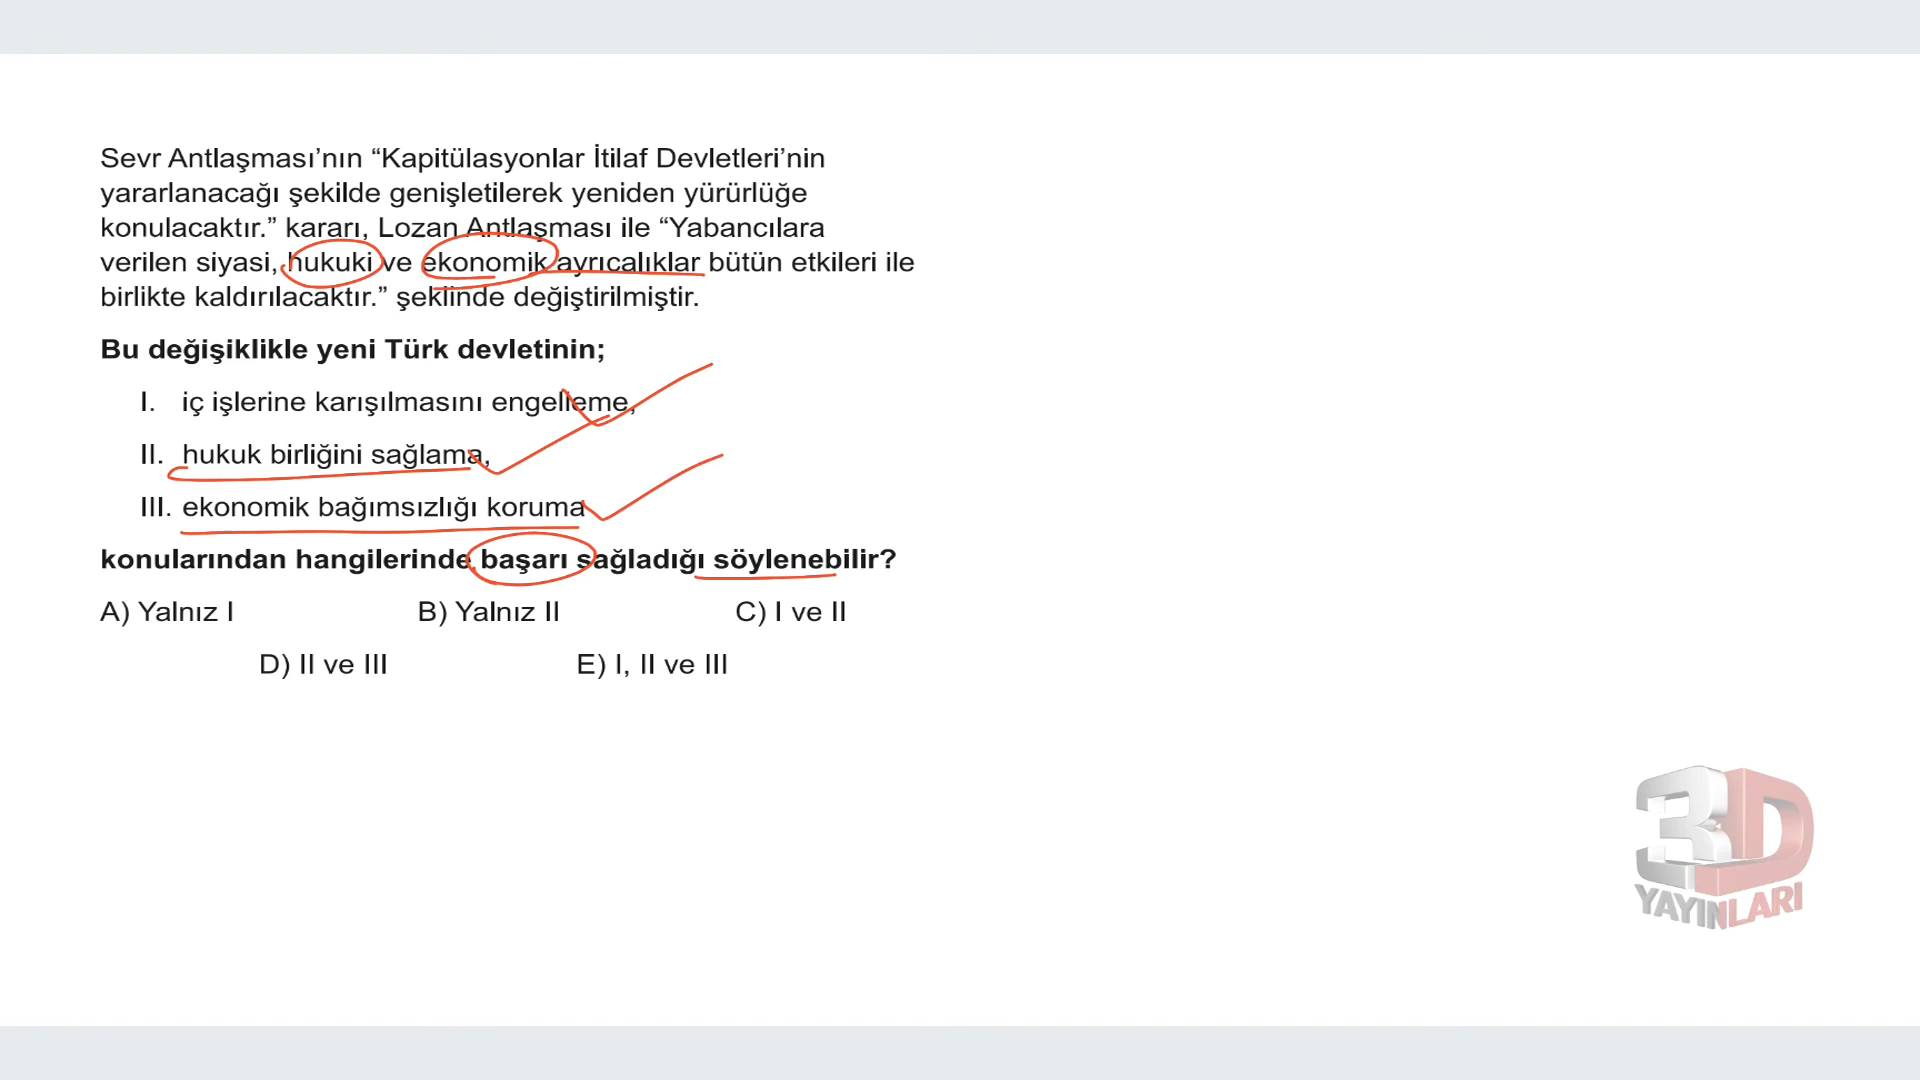 Sevr Antlaşması’nın “Kapitülasyonlar İtilaf Devletleri’nin
yararlanacağı şekilde genişletilerek yeniden yürürlüğe
konulacaktır.” kararı, Lozan Antlaşması ile “Yabancılara
verilen siyasi, hukuki ve ekonomik ayrıcalıklar bütün etkileri ile
birlikte kaldırılacaktır.” şeklinde değiştirilmiştir.
Bu değişiklikle yeni Türk devletinin;
I. iç işlerine karışılmasını engelleme,
II. hukuk birliğini sağlama,
III. ekonomik bağımsızlığı koruma
konularından hangilerinde başarı sağladığı söylenebilir?
A) Yalnız I B) Yalnız II C) I ve II
D) II ve III E) I, II ve III
3D
YAYINLARI